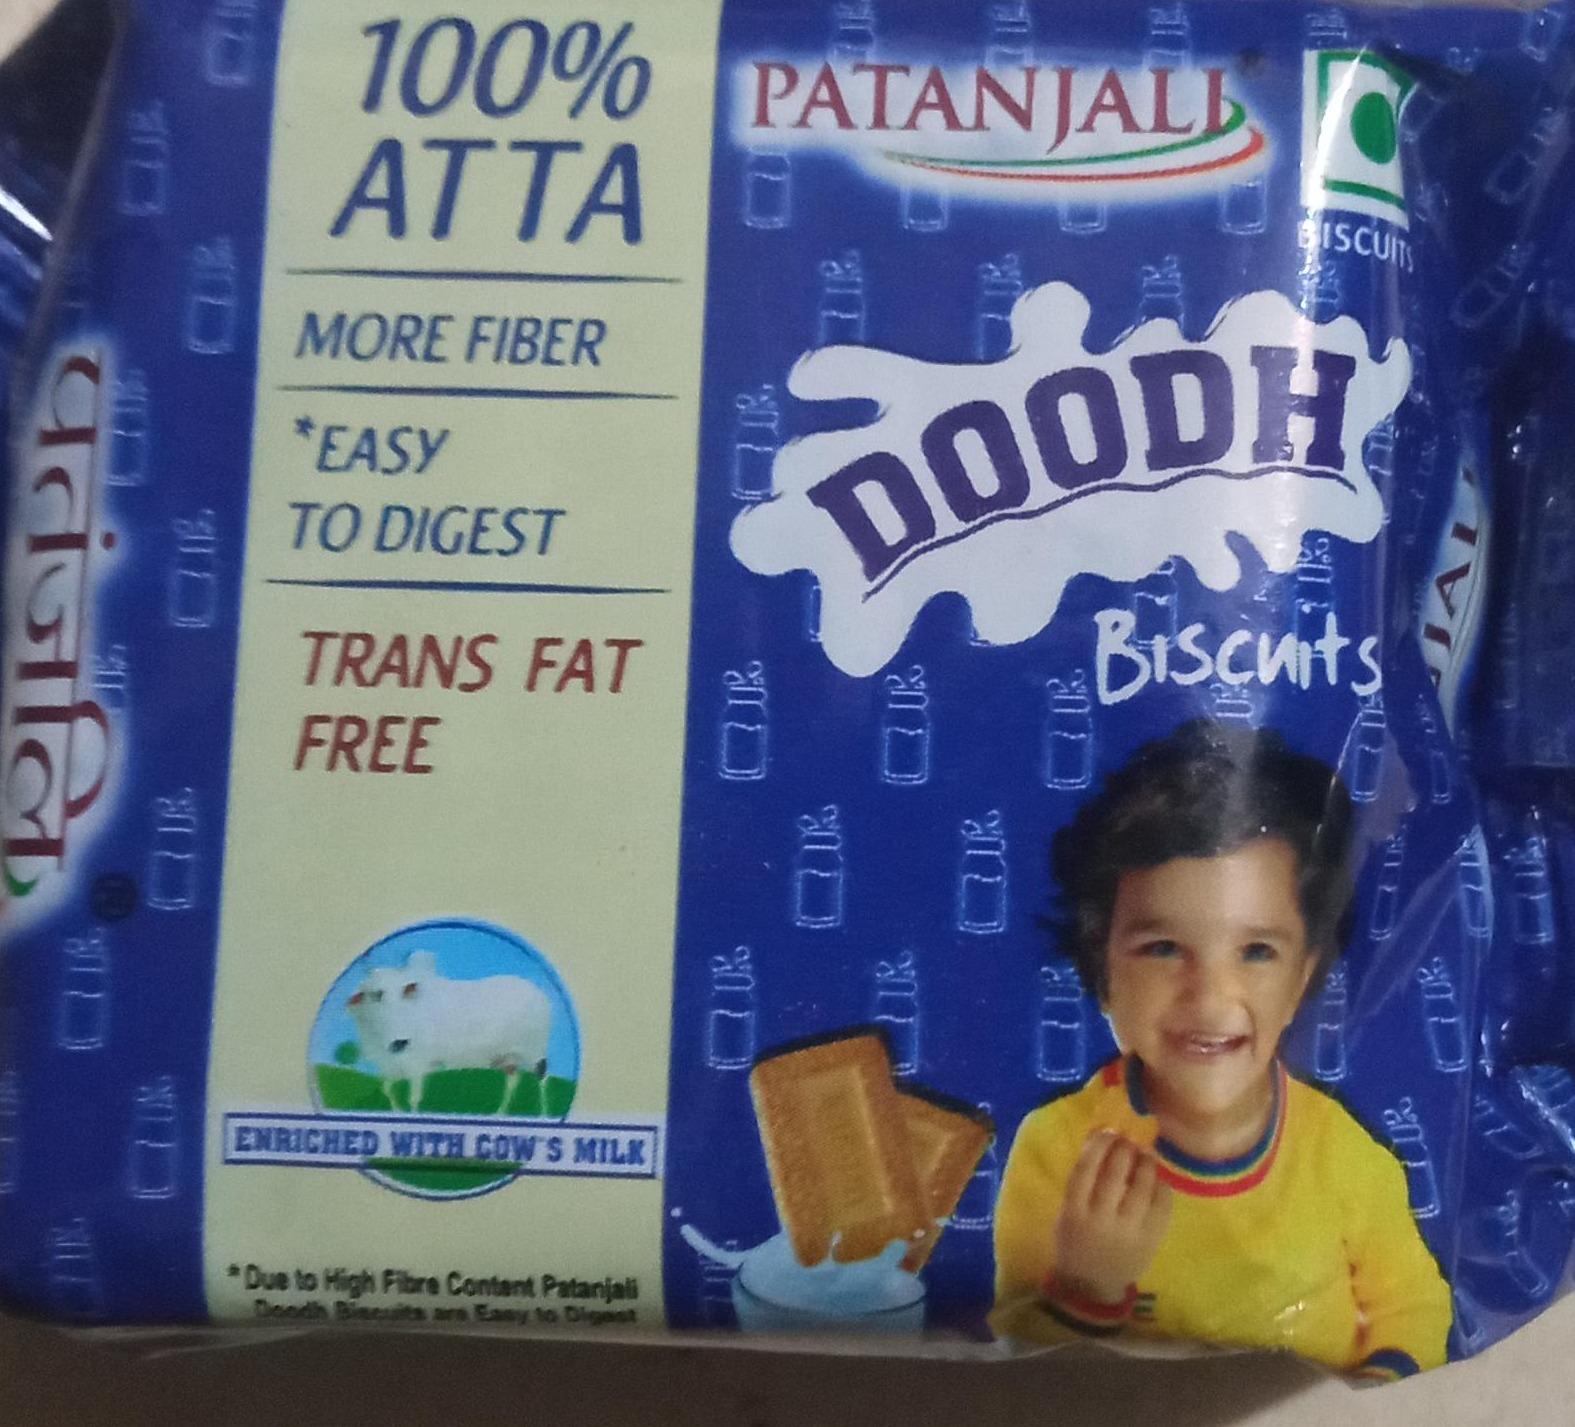 100%
ATTA
MORE FIBER
*EASY
TO DIGEST
TRANS FAT
FREE
ENRICHED WITH COW'S MILK
* Due to High Fibre Content Patanjali
Doodh Biscuits are Easy to Digest
PATANJALI
BISCUITS
DOODH
Biscuits
पतंजलि